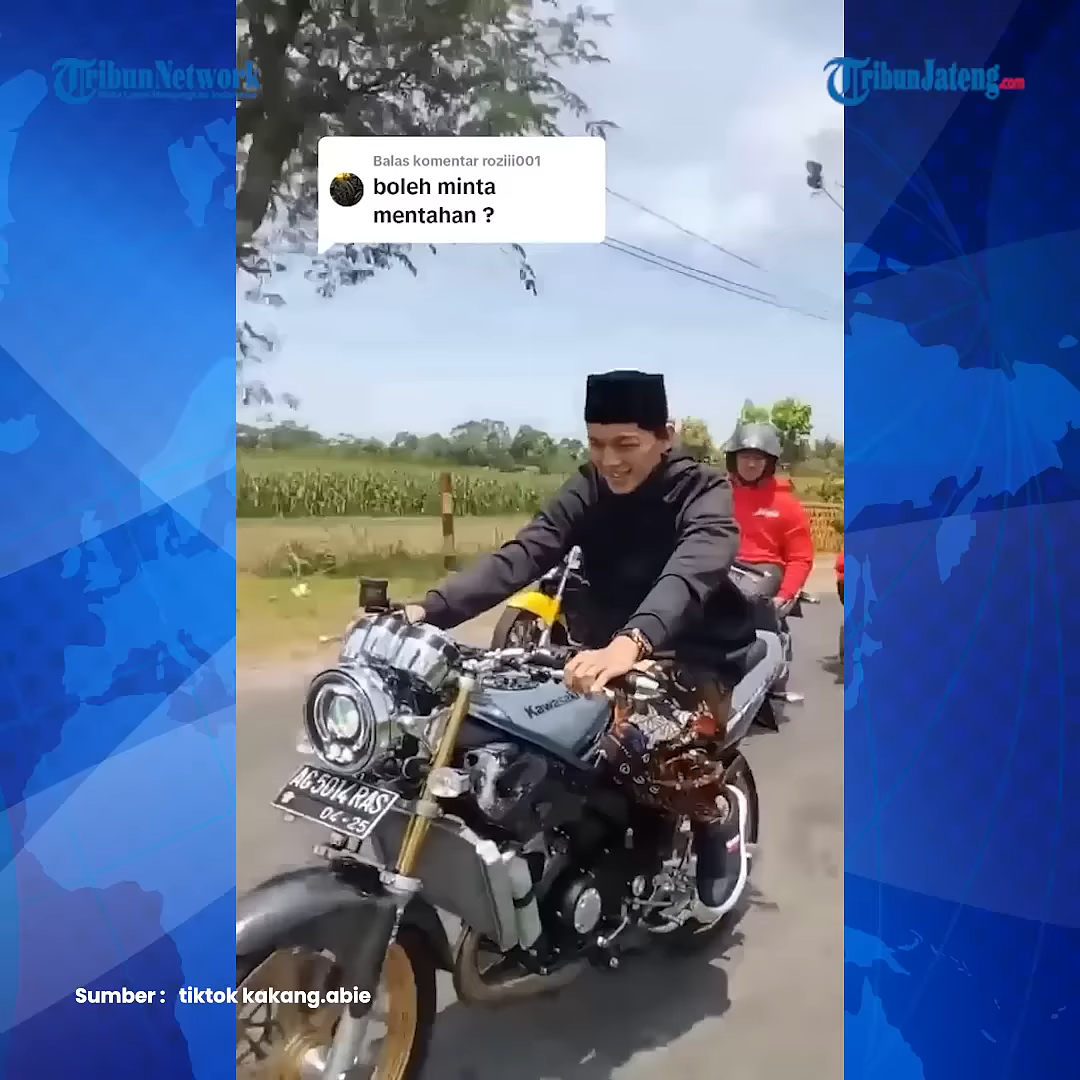 TribunNetwork
TribunJateng.com
Balas komentar roziii001
boleh minta
mentahan ?
Kawasaki
AG 5014 RAS
04-25
Sumber : tiktok kakang.abie